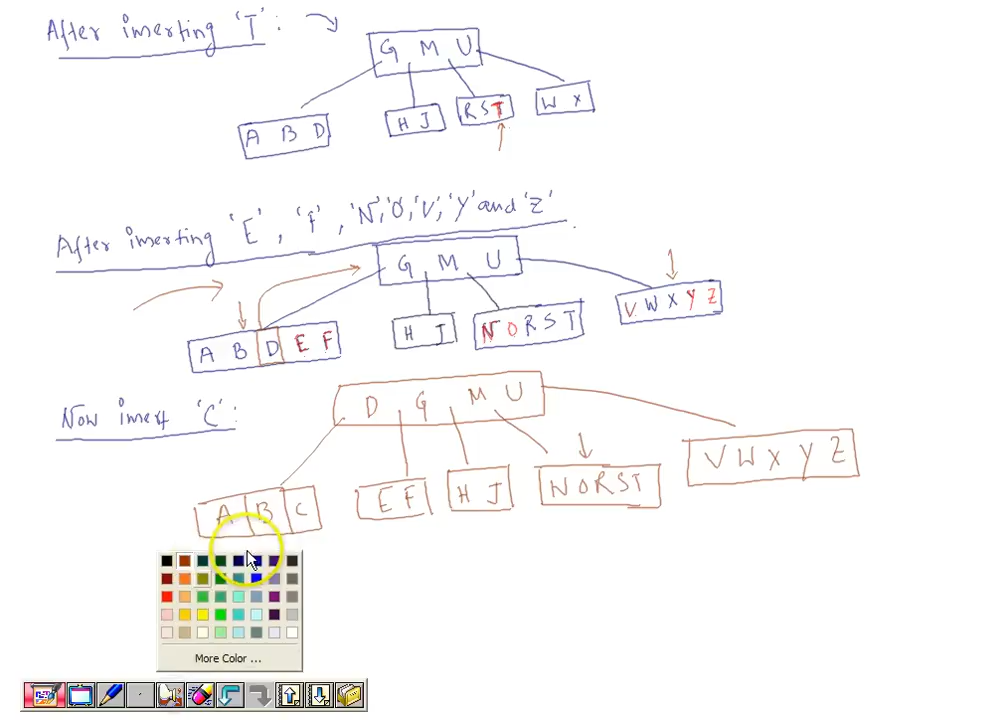 After inserting 'T' :
G M U
A B D
H J
R S T
W X
After inserting 'E', 'f', 'N', 'O', 'V', 'Y' and 'Z'.
G M U
A B D E F
H J
N O R S T
V W X Y Z
Now insert 'C' :
D G M U
A B C
E F
H J
N O R S T
V W X Y Z
More Color ...